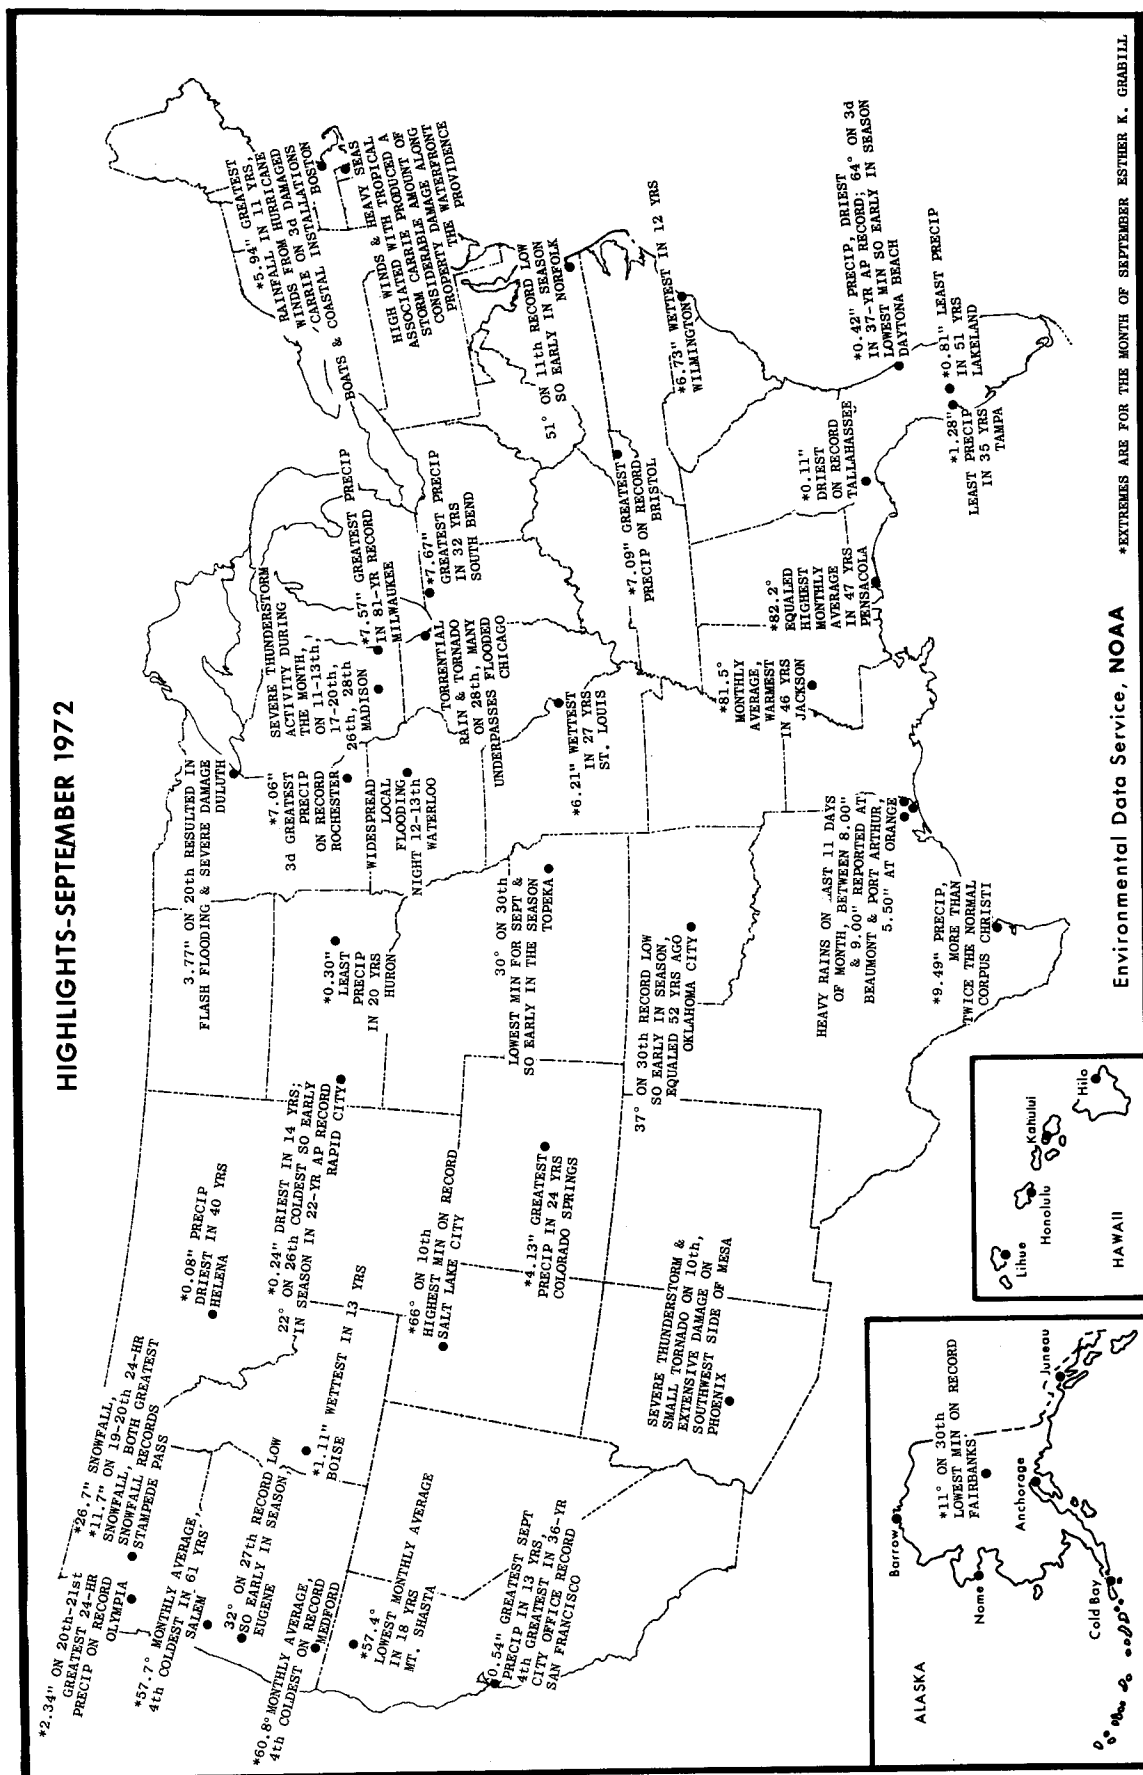 HIGHLIGHTS-SEPTEMBER 1972
*2.34" ON 20th-21st
GREATEST 24-HR
PRECIP ON RECORD
OLYMPIA
*26.7" SNOWFALL,
*11.7" ON 19-20th 24-HR
SNOWFALL, BOTH GREATEST
SNOWFALL RECORDS
STAMPEDE PASS
*57.7° MONTHLY AVERAGE,
4th COLDEST IN 61 YRS
SALEM
32° ON 27th RECORD LOW
SO EARLY IN SEASON,
EUGENE
*60.8° MONTHLY AVERAGE,
4th COLDEST ON RECORD
MEDFORD
*57.4°
LOWEST MONTHLY AVERAGE
IN 18 YRS
MT. SHASTA
0.54" GREATEST SEPT
PRECIP IN 13 YRS,
4th GREATEST IN 36-YR
CITY OFFICE RECORD
SAN FRANCISCO
*1.11" WETTEST IN 13 YRS
BOISE
*0.08" PRECIP
DRIEST IN 40 YRS
HELENA
*0.24" DRIEST IN 14 YRS;
22° ON 26th COLDEST SO EARLY
IN SEASON IN 22-YR AP RECORD
RAPID CITY
*66° ON 10th
HIGHEST MIN ON RECORD
SALT LAKE CITY
*4.13" GREATEST
PRECIP IN 24 YRS
COLORADO SPRINGS
SEVERE THUNDERSTORM &
SMALL TORNADO ON 10th,
EXTENSIVE DAMAGE ON
SOUTHWEST SIDE OF MESA
PHOENIX
3.77" ON 20th RESULTED IN
FLASH FLOODING & SEVERE DAMAGE
DULUTH
*0.30"
LEAST
PRECIP
IN 20 YRS
HURON
*7.06"
3d GREATEST
PRECIP
ON RECORD
ROCHESTER
WIDESPREAD
LOCAL
FLOODING
NIGHT 12-13th
WATERLOO
30° ON 30th
LOWEST MIN FOR SEPT &
SO EARLY IN THE SEASON
TOPEKA
37° ON 30th RECORD LOW
SO EARLY IN SEASON,
EQUALED 52 YRS AGO
OKLAHOMA CITY
HEAVY RAINS ON LAST 11 DAYS
OF MONTH, BETWEEN 8.00"
& 9.00" REPORTED AT
BEAUMONT & PORT ARTHUR,
5.50" AT ORANGE
*9.49" PRECIP,
MORE THAN
TWICE THE NORMAL
CORPUS CHRISTI
SEVERE THUNDERSTORM
ACTIVITY DURING
THE MONTH,
ON 11-13th,
17-20th,
26th, 28th
MADISON
*7.57" GREATEST PRECIP
IN 81-YR RECORD
MILWAUKEE
*7.67"
GREATEST PRECIP
IN 32 YRS
SOUTH BEND
TORRENTIAL
RAIN & TORNADO
ON 28th, MANY
UNDERPASSES FLOODED
CHICAGO
*6.21" WETTEST
IN 27 YRS
ST. LOUIS
*81.5°
MONTHLY
AVERAGE,
WARMEST
IN 46 YRS
JACKSON
*82.2°
EQUALED
HIGHEST
MONTHLY
AVERAGE
IN 47 YRS
PENSACOLA
*7.09" GREATEST
PRECIP ON RECORD
BRISTOL
*5.94" GREATEST
RAINFALL IN 11 YRS,
WINDS FROM HURRICANE
CARRIE ON 3d DAMAGED
BOATS & COASTAL INSTALLATIONS
BOSTON
HIGH WINDS & HEAVY SEAS
ASSOCIATED WITH TROPICAL
STORM CARRIE PRODUCED A
CONSIDERABLE AMOUNT OF
PROPERTY DAMAGE ALONG
THE WATERFRONT
PROVIDENCE
51° ON 11th RECORD LOW
SO EARLY IN SEASON
NORFOLK
*6.73" WETTEST IN 12 YRS
WILMINGTON
*0.42" PRECIP, DRIEST
IN 37-YR AP RECORD; 64° ON 3d
LOWEST MIN SO EARLY IN SEASON
DAYTONA BEACH
*0.11"
DRIEST
ON RECORD
TALLAHASSEE
*0.81" LEAST PRECIP
IN 51 YRS
LAKELAND
*1.28"
LEAST PRECIP
IN 35 YRS
TAMPA
ALASKA
Barrow
*11° ON 30th
LOWEST MIN ON RECORD
FAIRBANKS
Nome
Anchorage
Juneau
Cold Bay
HAWAII
Lihue
Honolulu
Kahului
Hilo
Environmental Data Service, NOAA
*EXTREMES ARE FOR THE MONTH OF SEPTEMBER ESTHER K. GRABILL